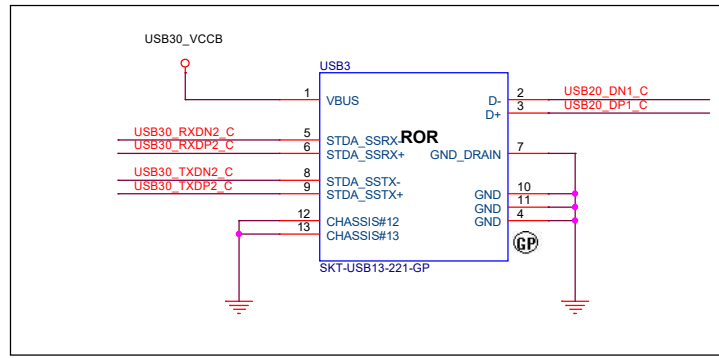 USB30_VCCB
USB3
1 VBUS
D- 2 USB20_DN1_C
D+ 3 USB20_DP1_C
USB30_RXDN2_C 5 STDA_SSRX-
ROR
USB30_RXDP2_C 6 STDA_SSRX+
GND_DRAIN 7
USB30_TXDN2_C 8 STDA_SSTX-
USB30_TXDP2_C 9 STDA_SSTX+
GND 10
GND 11
GND 4
12 CHASSIS#12
13 CHASSIS#13
GP
SKT-USB13-221-GP